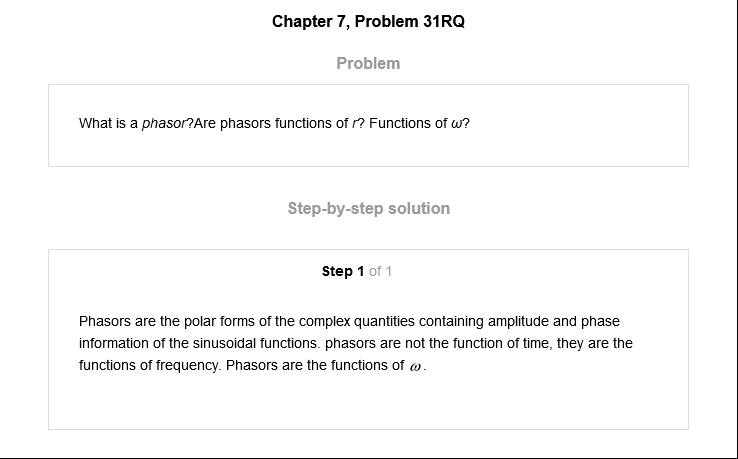 Chapter 7, Problem 31RQ
Problem
What is a phasor?Are phasors functions of r? Functions of ω?
Step-by-step solution
Step 1 of 1
Phasors are the polar forms of the complex quantities containing amplitude and phase
information of the sinusoidal functions. phasors are not the function of time, they are the
functions of frequency. Phasors are the functions of ω.